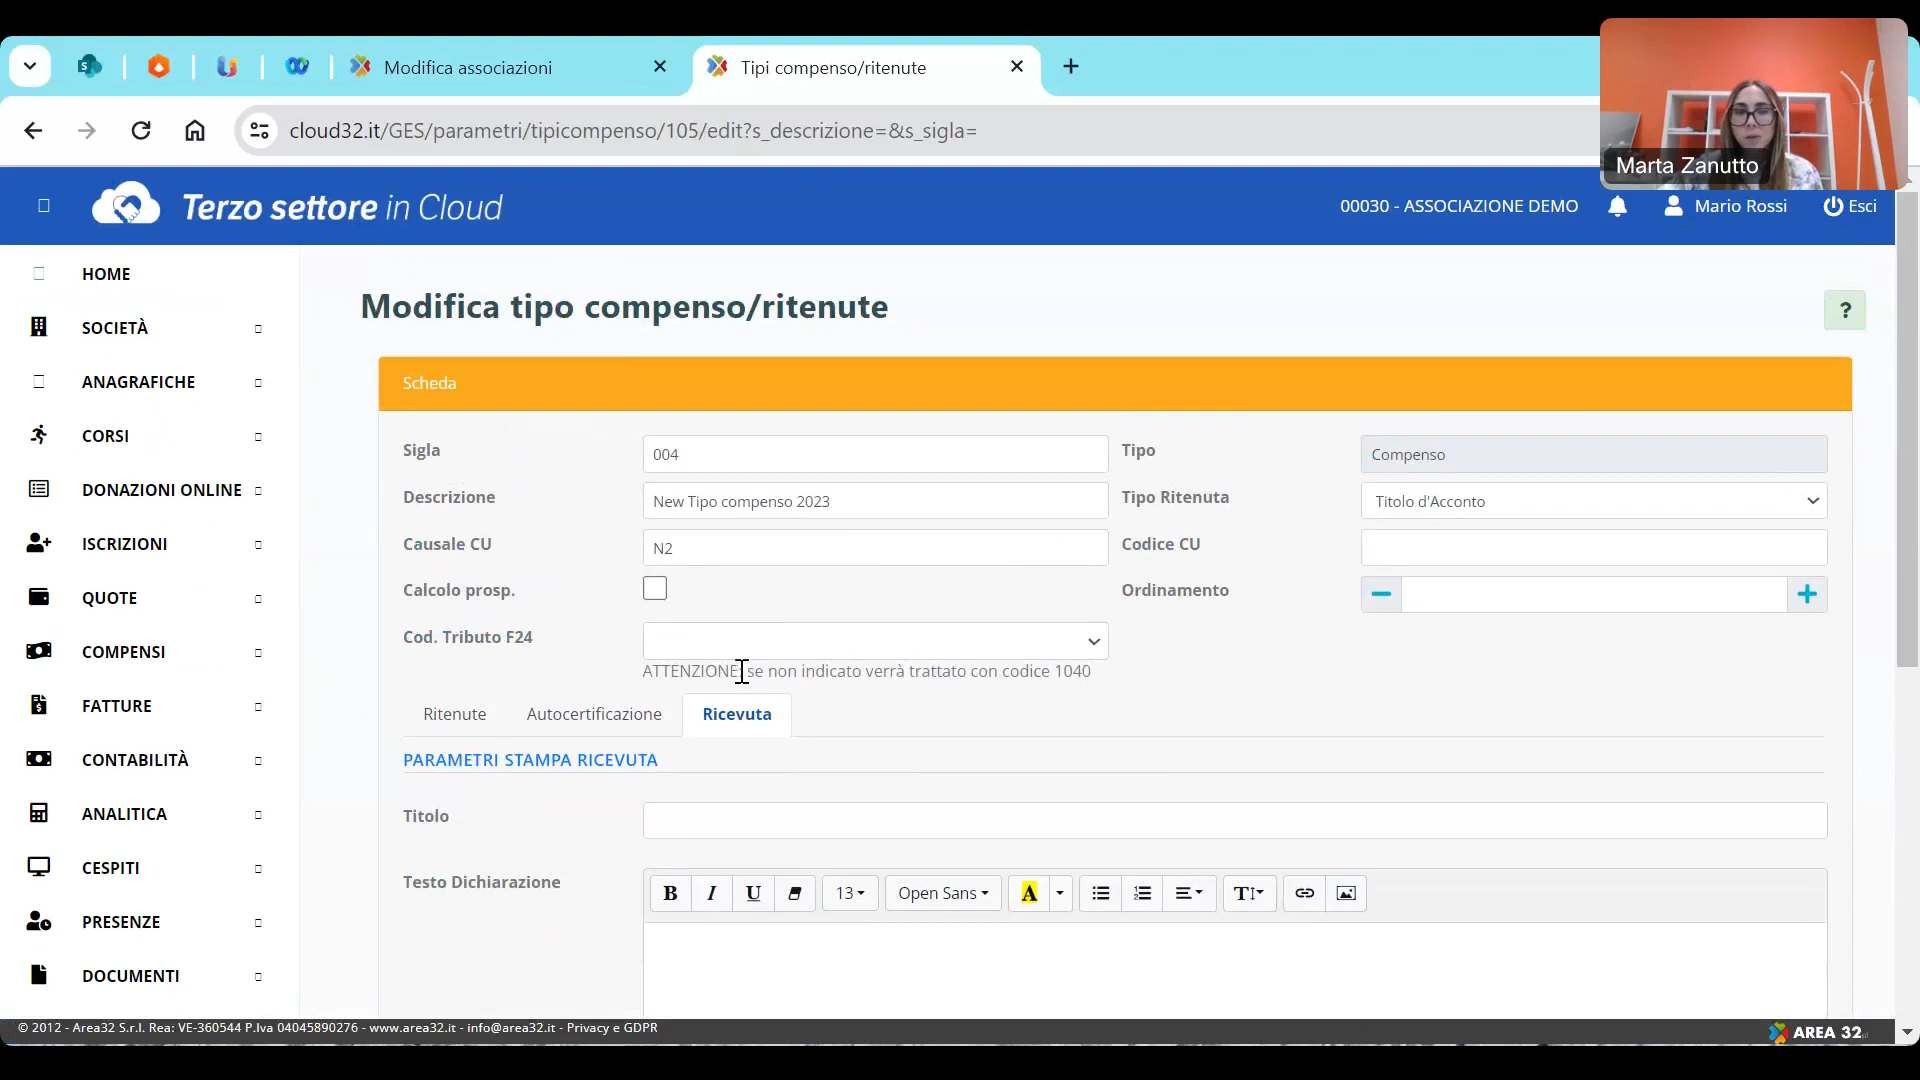 Modifica associazioni
Tipi compenso/ritenute
cloud32.it/GES/parametri/tipicompenso/105/edit?s_descrizione=&s_sigla=
Marta Zanutto
Terzo settore in Cloud
00030 - ASSOCIAZIONE DEMO
Mario Rossi
Esci
HOME
SOCIETÀ
ANAGRAFICHE
CORSI
DONAZIONI ONLINE
ISCRIZIONI
QUOTE
COMPENSI
FATTURE
CONTABILITÀ
ANALITICA
CESPITI
PRESENZE
DOCUMENTI
Modifica tipo compenso/ritenute
?
Scheda
Sigla
004
Tipo
Compenso
Descrizione
New Tipo compenso 2023
Tipo Ritenuta
Titolo d'Acconto
Causale CU
N2
Codice CU
Calcolo prosp.
Ordinamento
Cod. Tributo F24
ATTENZIONE: se non indicato verrà trattato con codice 1040
Ritenute
Autocertificazione
Ricevuta
PARAMETRI STAMPA RICEVUTA
Titolo
Testo Dichiarazione
B I U 13 Open Sans A
© 2012 - Area32 S.r.l. Rea: VE-360544 P.Iva 04045890276 - www.area32.it - info@area32.it - Privacy e GDPR
AREA 32